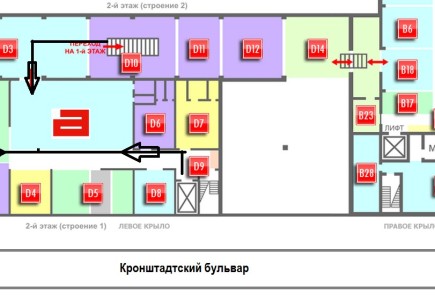 2-й этаж (строение 2)
D3
ПЕРЕХОД
НА 1-й ЭТАЖ
D10
D11
D12
D14
B6
B18
B17
B23
ЛИФТ
D6
D7
D9
B28
D4
D5
D8
2-й этаж (строение 1)
ЛЕВОЕ КРЫЛО
ПРАВОЕ КРЫЛО
Кронштадтский бульвар